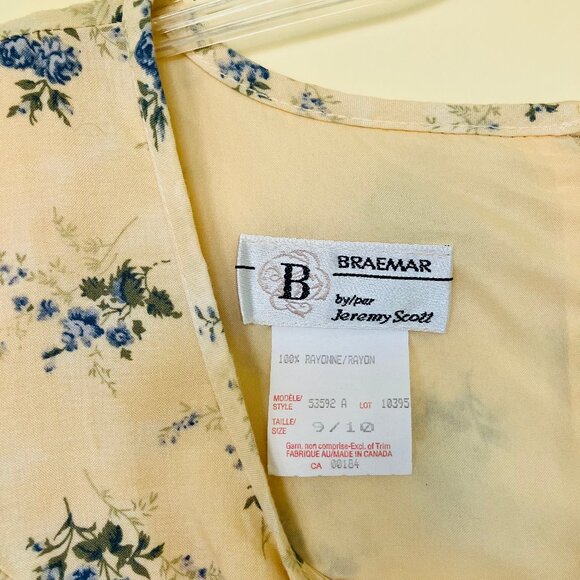 B
BRAEMAR
by/par
Jeremy Scott
100% RAYONNE/RAYON
MODÈLE/
STYLE 53592 A LOT 10395
TAILLE/
SIZE 9/10
Garn. non comprise-Excl. of Trim
FABRIQUE AU/MADE IN CANADA
CA 00184